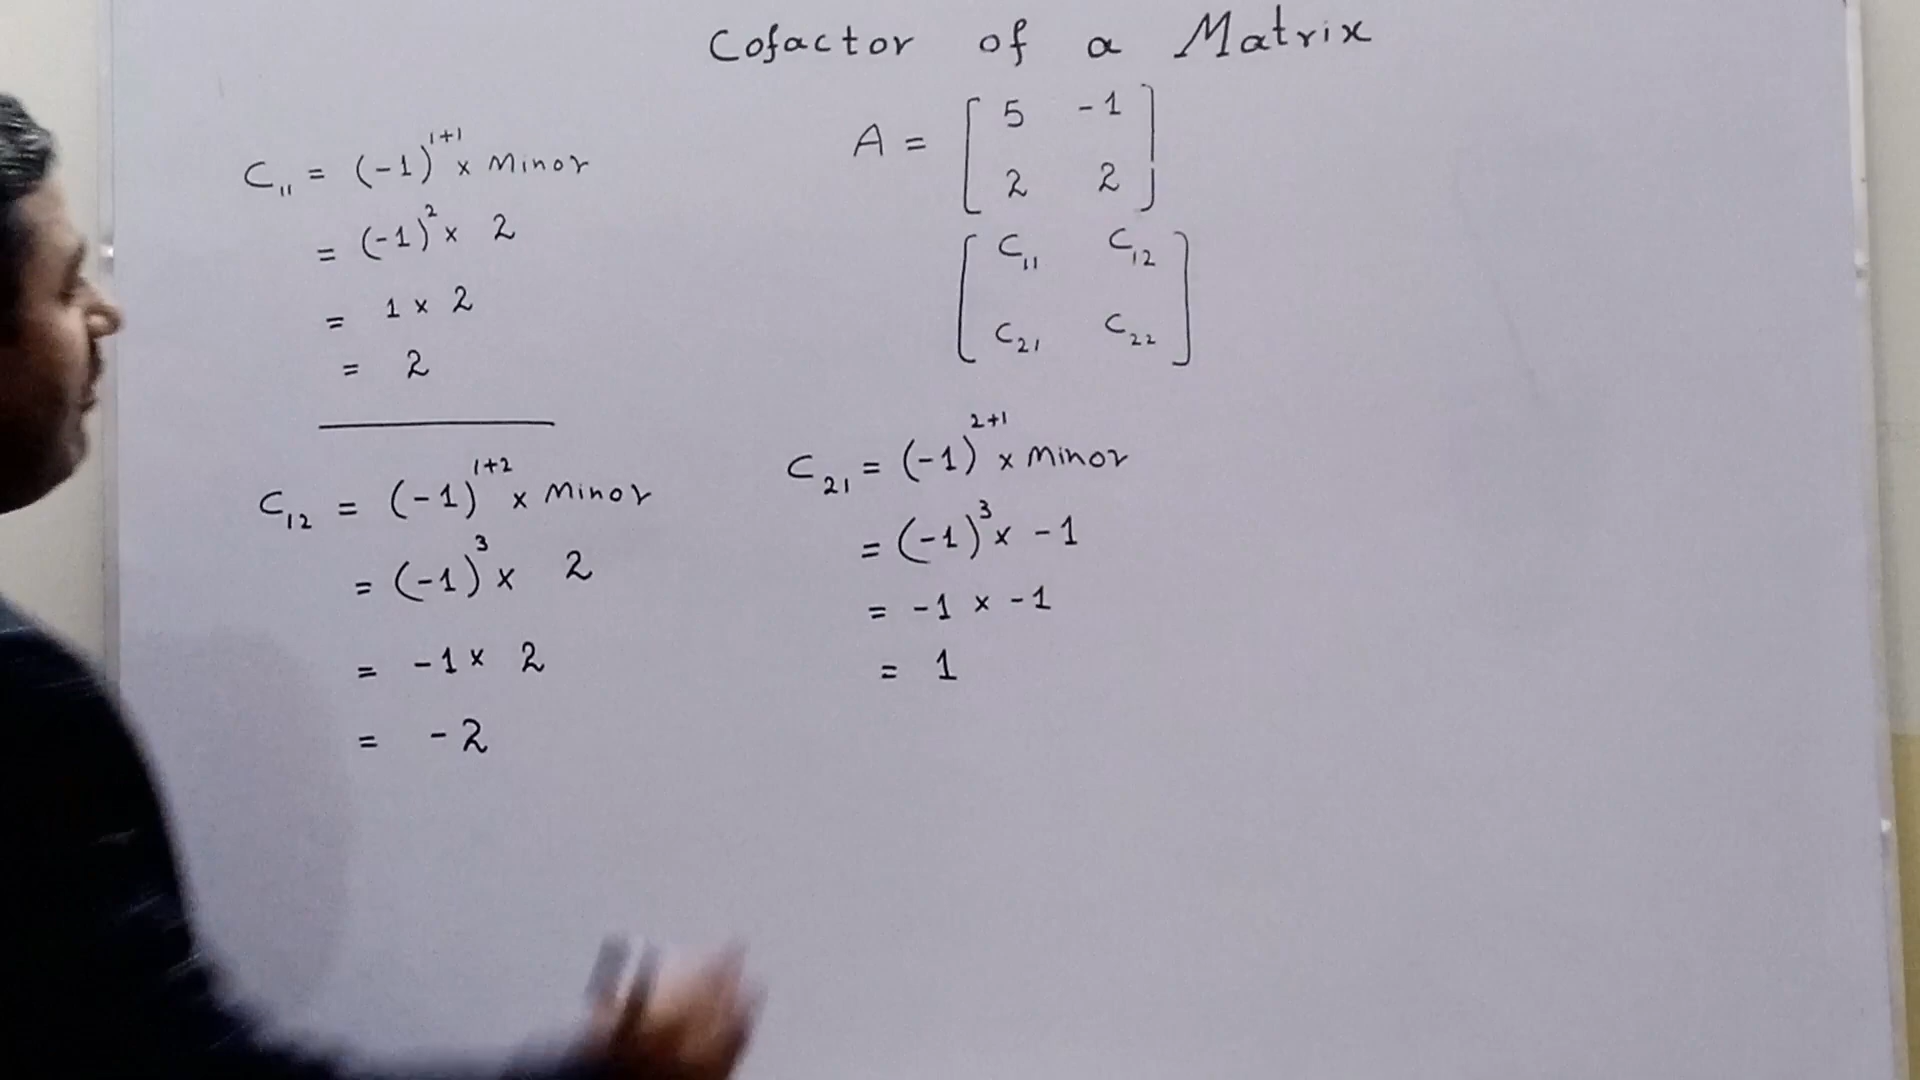 Cofactor of a Matrix
A = [ 5 -1
2 2 ]
[ C₁₁ C₁₂
C₂₁ C₂₂ ]
C₁₁ = (-1)¹⁺¹ × Minor
= (-1)² × 2
= 1 × 2
= 2
C₁₂ = (-1)¹⁺² × Minor
= (-1)³ × 2
= -1 × 2
= -2
C₂₁ = (-1)²⁺¹ × Minor
= (-1)³ × -1
= -1 × -1
= 1